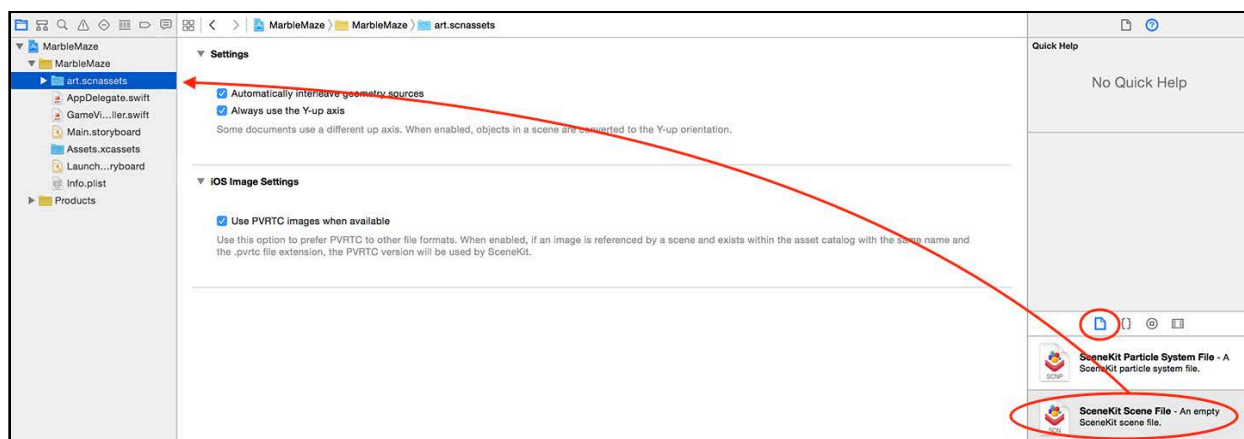 MarbleMaze
MarbleMaze
art.scnassets
Quick Help
MarbleMaze
Settings
No Quick Help
MarbleMaze
art.scnassets
Automatically interleave geometry sources
AppDelegate.swift
Always use the Y-up axis
GameVi...ller.swift
Some documents use a different up axis. When enabled, objects in a scene are converted to the Y-up orientation.
Main.storyboard
Assets.xcassets
Launch...ryboard
iOS Image Settings
Info.plist
Products
Use PVRTC images when available
Use this option to prefer PVRTC to other file formats. When enabled, if an image is referenced by a scene and exists within the asset catalog with the same name and
the .pvrtc file extension, the PVRTC version will be used by SceneKit.
{}
SceneKit Particle System File - A
SceneKit particle system file.
SCNP
SceneKit Scene File - An empty
SceneKit scene file.
SCN